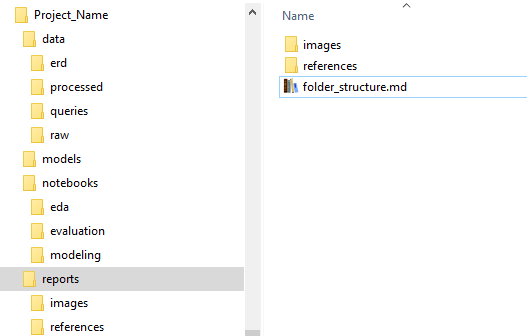 Project_Name
data
erd
processed
queries
raw
models
notebooks
eda
evaluation
modeling
reports
images
references
Name
images
references
folder_structure.md